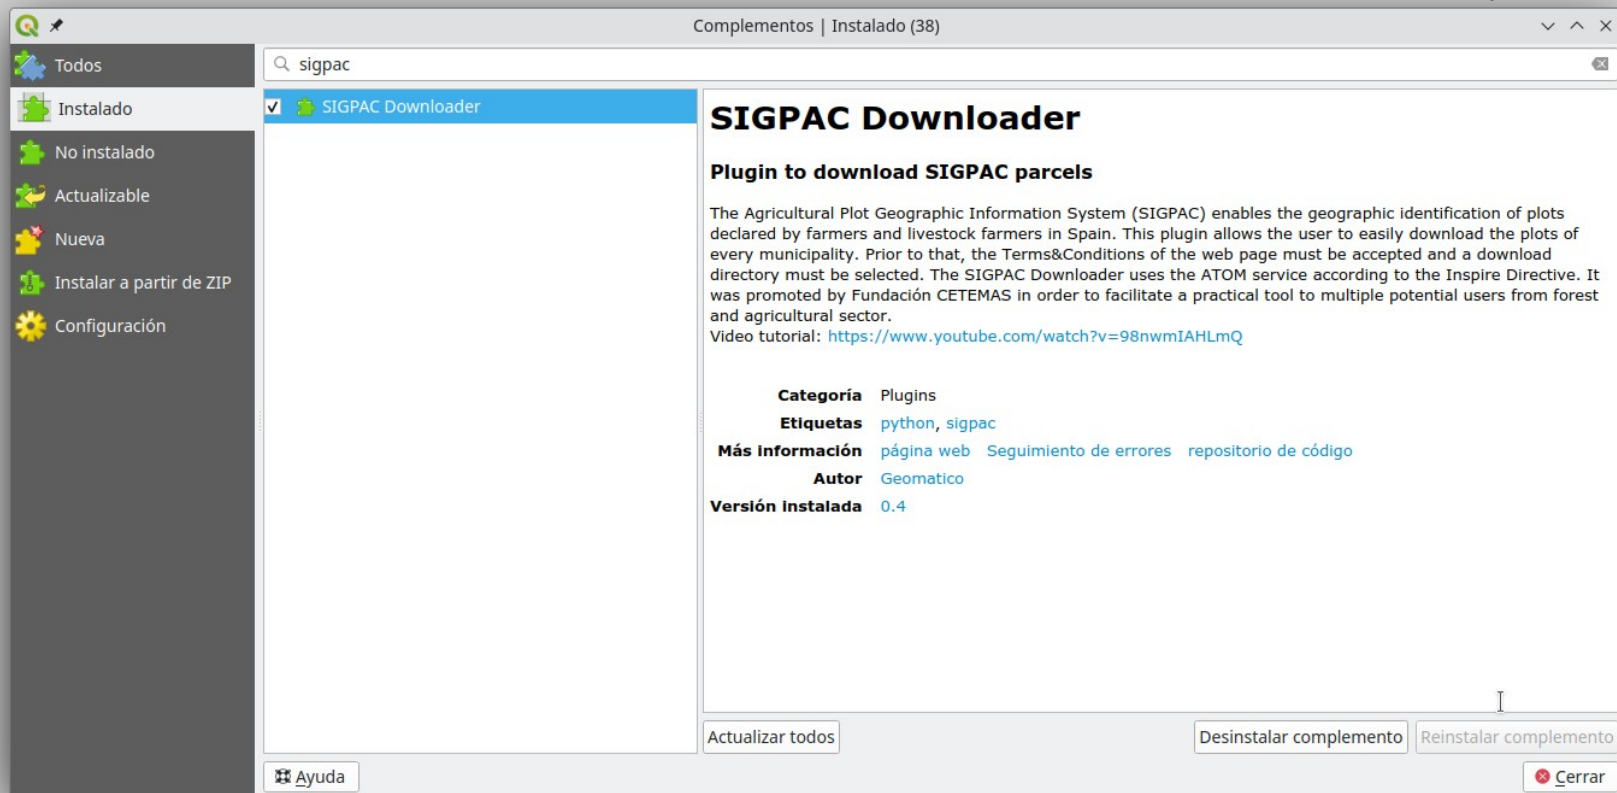 Complementos | Instalado (38)
Todos
Instalado
No instalado
Actualizable
Nueva
Instalar a partir de ZIP
Configuración
sigpac
SIGPAC Downloader
SIGPAC Downloader
Plugin to download SIGPAC parcels
The Agricultural Plot Geographic Information System (SIGPAC) enables the geographic identification of plots
declared by farmers and livestock farmers in Spain. This plugin allows the user to easily download the plots of
every municipality. Prior to that, the Terms&Conditions of the web page must be accepted and a download
directory must be selected. The SIGPAC Downloader uses the ATOM service according to the Inspire Directive. It
was promoted by Fundación CETEMAS in order to facilitate a practical tool to multiple potential users from forest
and agricultural sector.
Video tutorial: https://www.youtube.com/watch?v=98nwmIAHLmQ
Categoría Plugins
Etiquetas python, sigpac
Más información página web Seguimiento de errores repositorio de código
Autor Geomatico
Versión instalada 0.4
Actualizar todos Desinstalar complemento Reinstalar complemento
Ayuda Cerrar